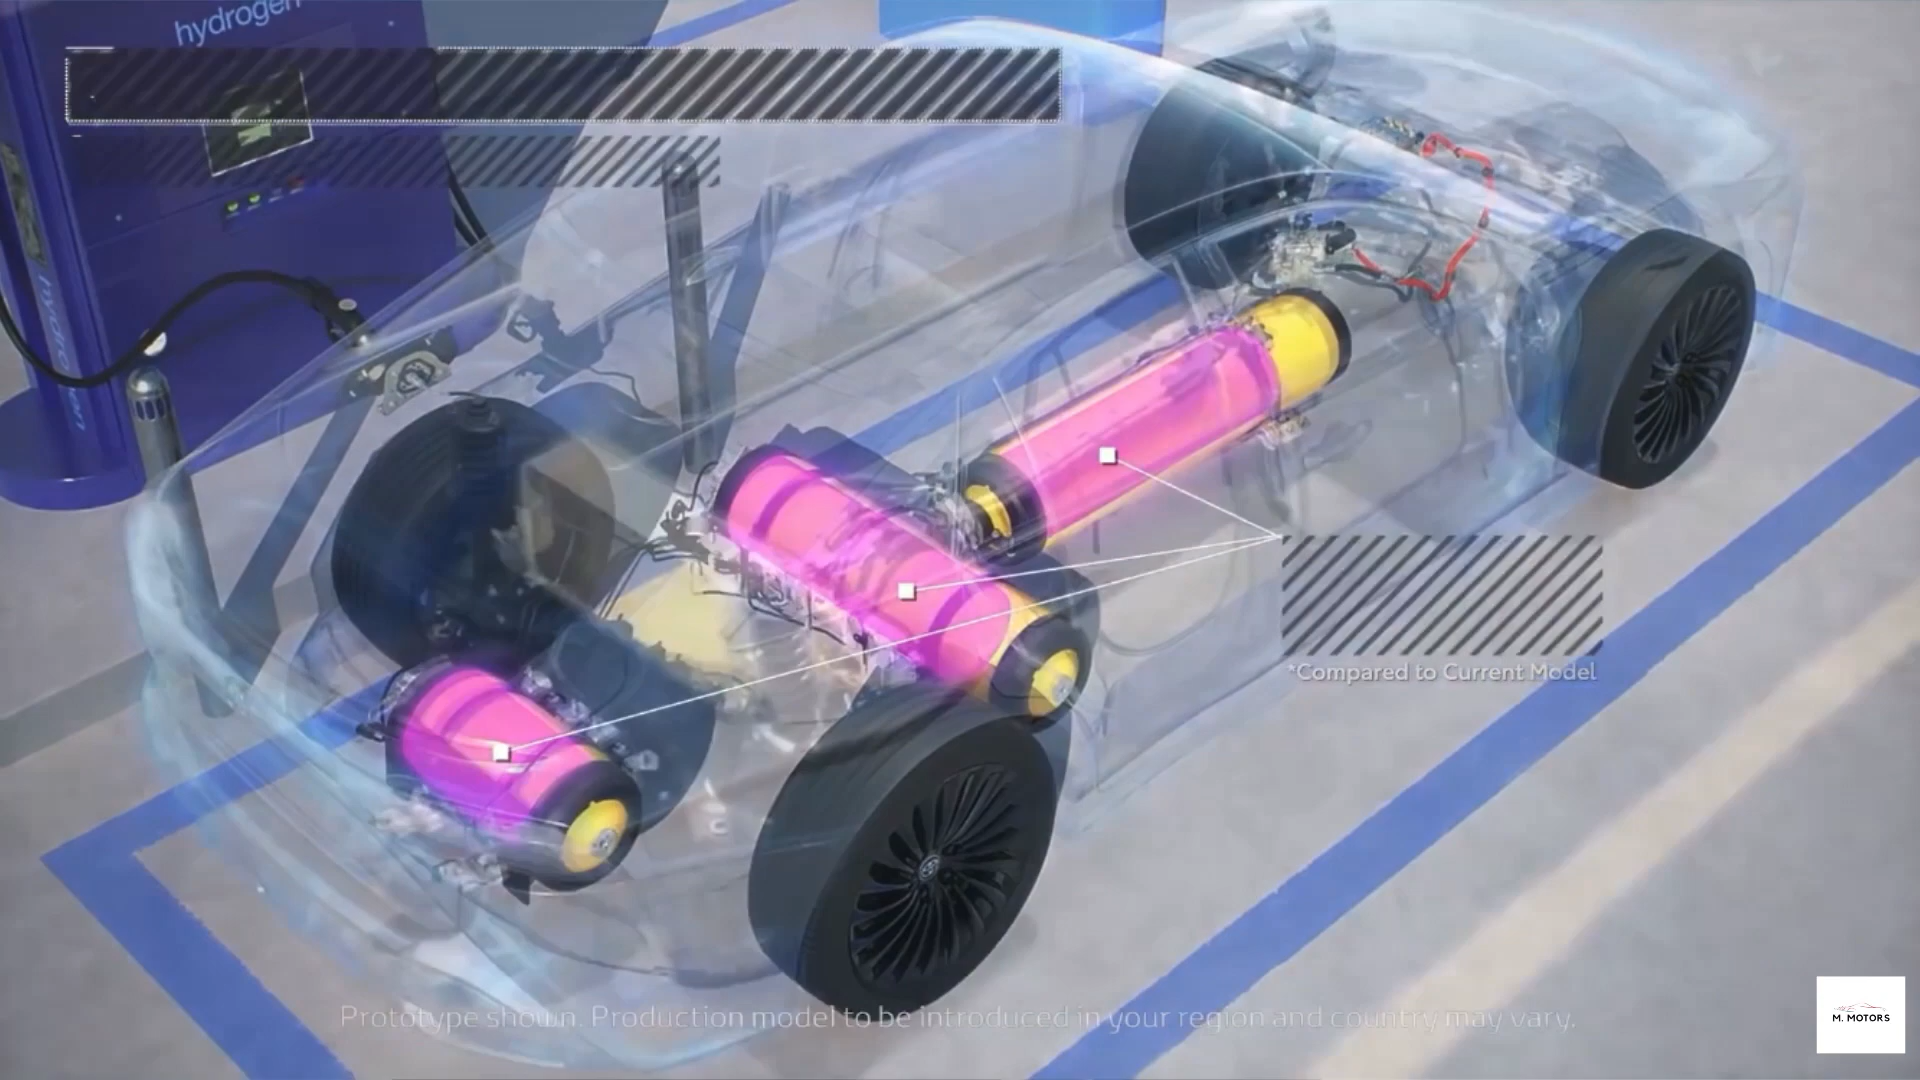 hydrogen
hydrogen
*Compared to Current Model
Prototype shown. Production model to be introduced in your region and country may vary.
M. MOTORS